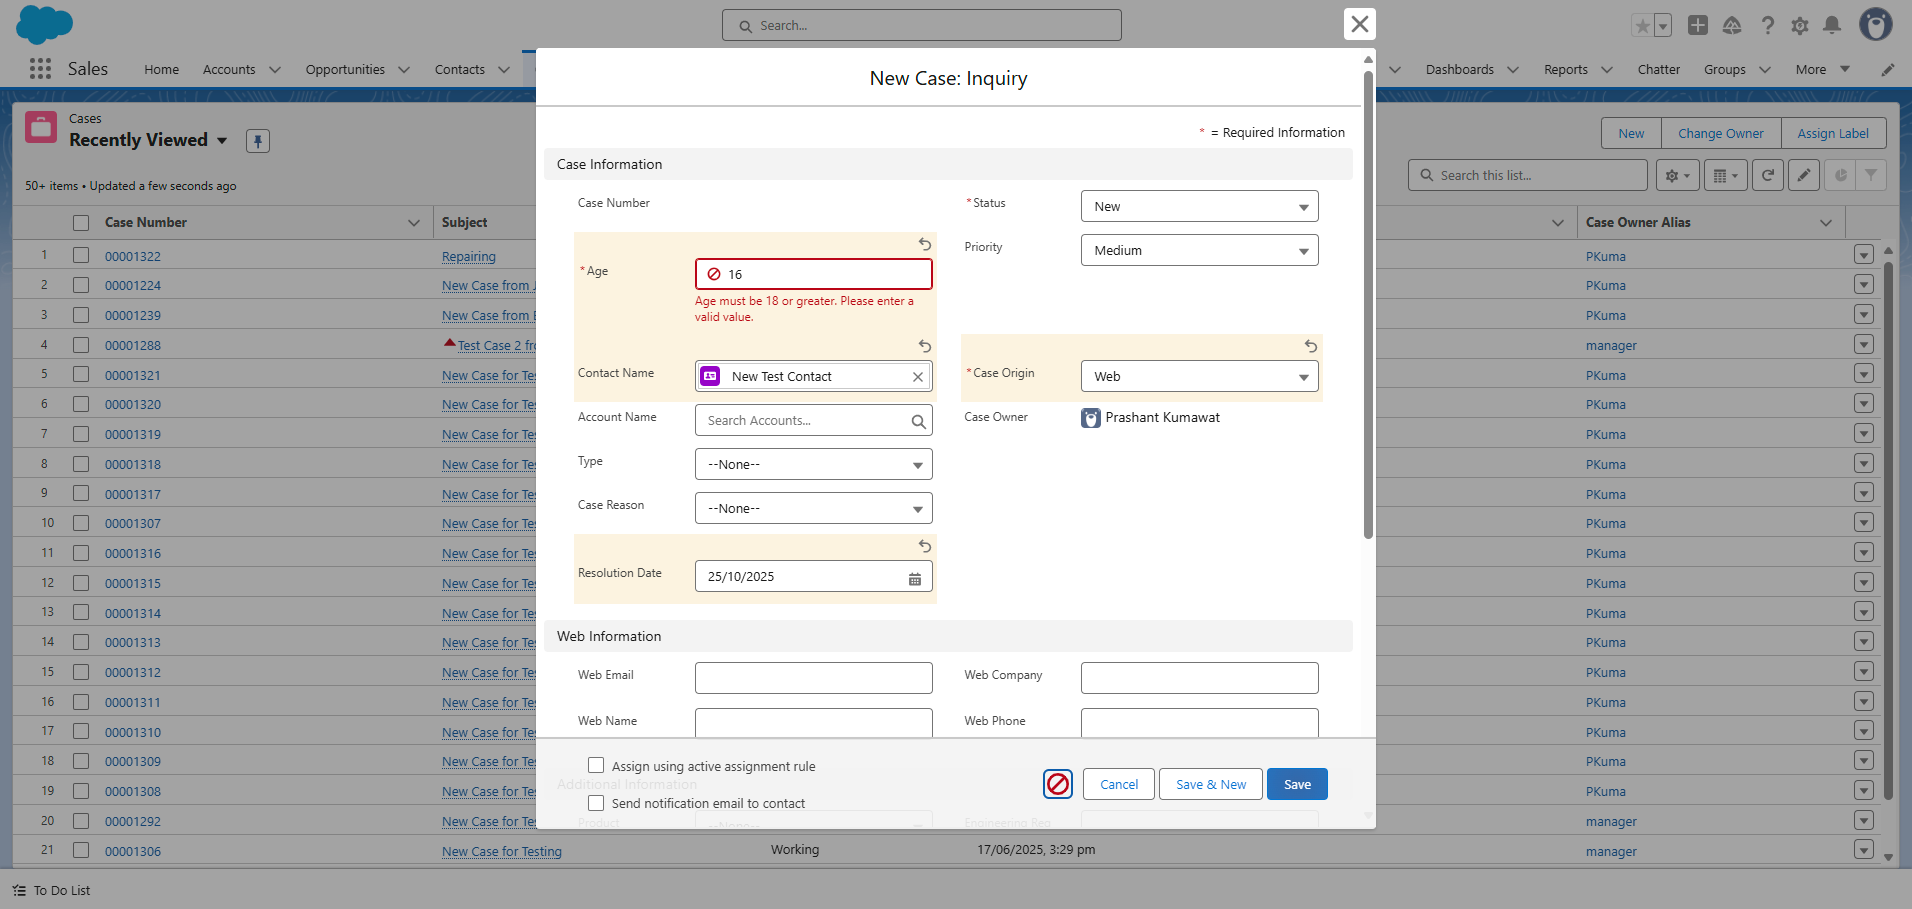 Search...
Sales
Home
Accounts
Opportunities
Contacts
Dashboards
Reports
Chatter
Groups
More
Cases
Recently Viewed
50+ items • Updated a few seconds ago
New
Change Owner
Assign Label
Search this list...
Case Number
Subject
Case Owner Alias
1 00001322 Repairing PKuma
2 00001224 New Case from J PKuma
3 00001239 New Case from PKuma
4 00001288 Test Case 2 fro manager
5 00001321 New Case for Te PKuma
6 00001320 New Case for Te PKuma
7 00001319 New Case for Te PKuma
8 00001318 New Case for Te PKuma
9 00001317 New Case for Te PKuma
10 00001307 New Case for Te PKuma
11 00001316 New Case for Te PKuma
12 00001315 New Case for Te PKuma
13 00001314 New Case for Te PKuma
14 00001313 New Case for Te PKuma
15 00001312 New Case for Te PKuma
16 00001311 New Case for Te PKuma
17 00001310 New Case for Te PKuma
18 00001309 New Case for Te PKuma
19 00001308 New Case for Te PKuma
20 00001292 New Case for Te manager
21 00001306 New Case for Testing Working 17/06/2025, 3:29 pm manager
To Do List
New Case: Inquiry
* = Required Information
Case Information
Case Number
*Status New
*Age 16
Age must be 18 or greater. Please enter a
valid value.
Priority Medium
Contact Name New Test Contact
*Case Origin Web
Account Name Search Accounts...
Case Owner Prashant Kumawat
Type --None--
Case Reason --None--
Resolution Date 25/10/2025
Web Information
Web Email
Web Company
Web Name
Web Phone
Assign using active assignment rule
Additional Information
Send notification email to contact
Product --None--
Engineering Req
Cancel
Save & New
Save